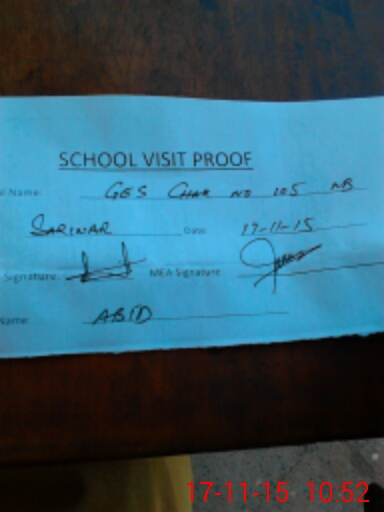 SCHOOL VISIT PROOF
Name: GES CHAK NO 105 NB
Date 17-11-15
Signature MEA Signature
Name: ABID
17-11-15 10:52